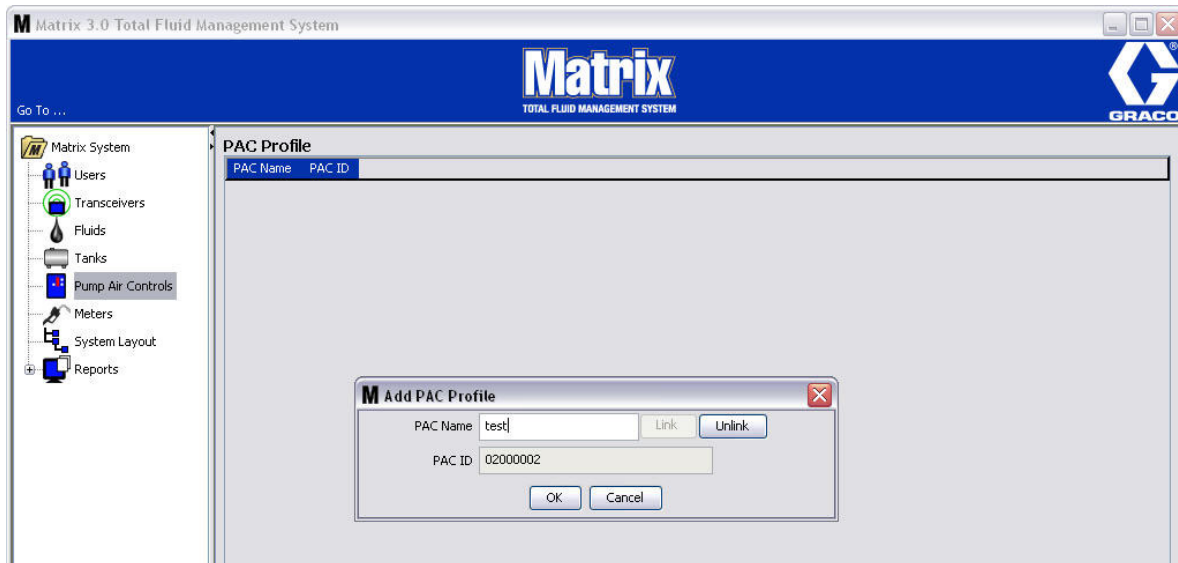 M Matrix 3.0 Total Fluid Management System
Matrix
TOTAL FLUID MANAGEMENT SYSTEM
Go To ...
GRACO
®
Matrix System
Users
Transceivers
Fluids
Tanks
Pump Air Controls
Meters
System Layout
Reports
PAC Profile
PAC Name PAC ID
M Add PAC Profile
PAC Name test Link Unlink
PAC ID 02000002
OK Cancel